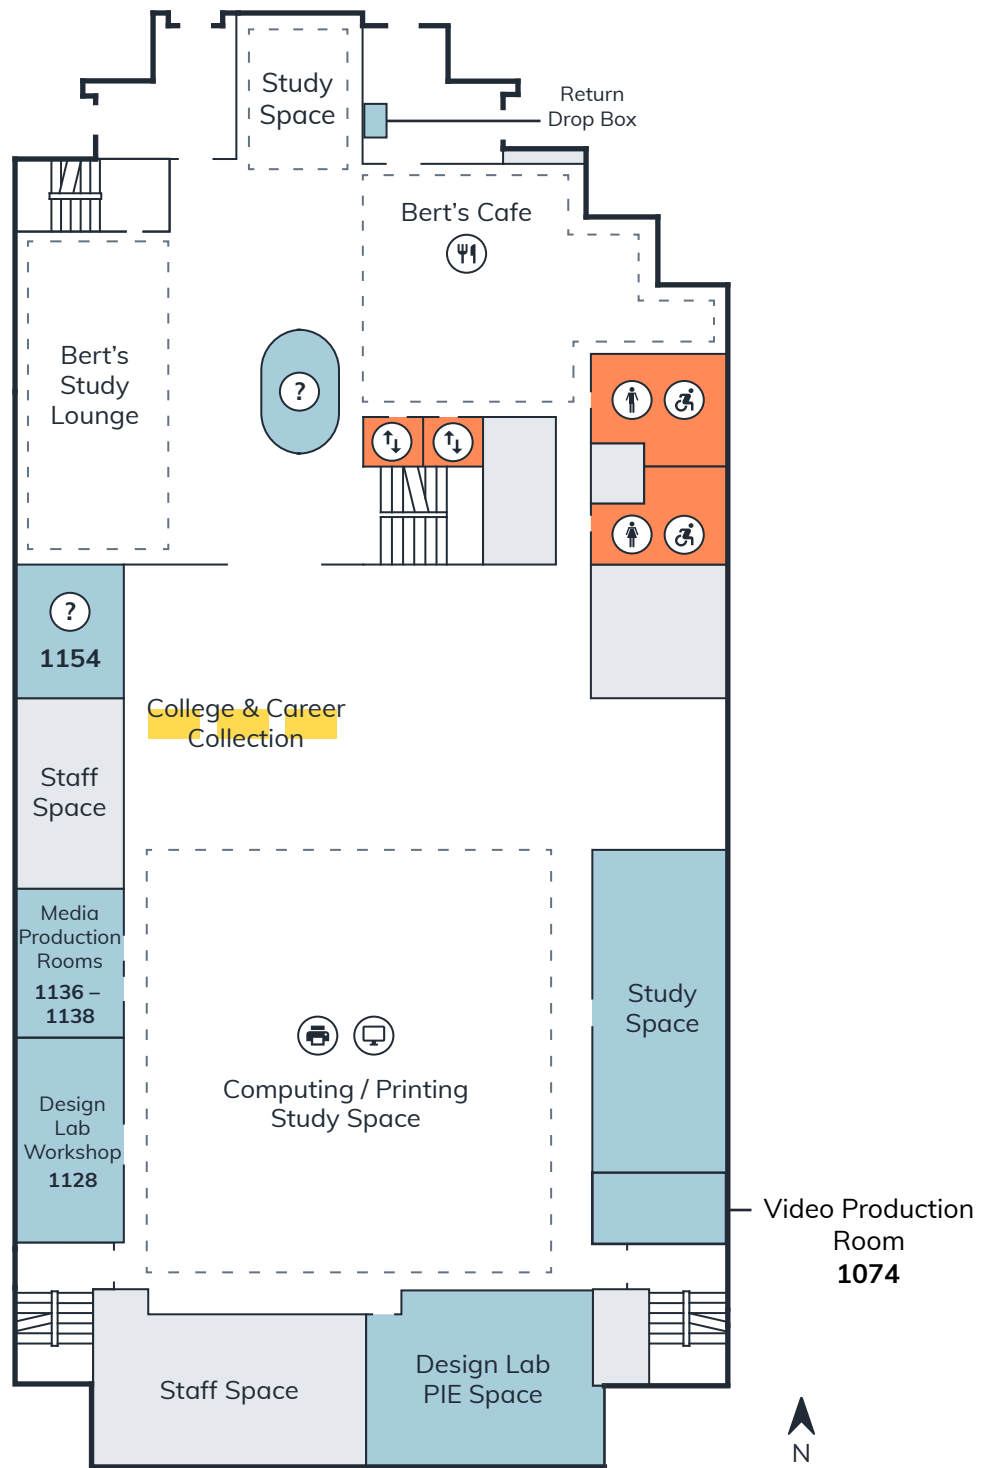 Study
Space
Return
Drop Box
Bert's Cafe
Bert's
Study
Lounge
?
?
1154
College & Career
Collection
Staff
Space
Media
Production
Rooms
1136 –
1138
Study
Space
Computing / Printing
Study Space
Design
Lab
Workshop
1128
Video Production
Room
1074
Design Lab
PIE Space
Staff Space
N